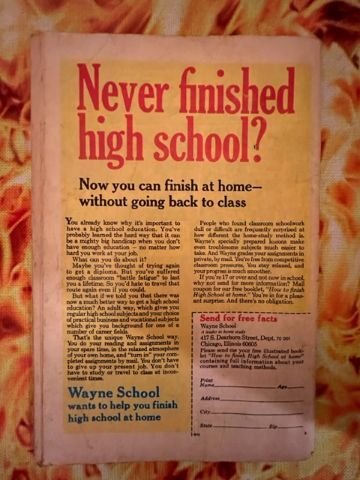 Never finished
high school?
Now you can finish at home—
without going back to class
You already know why it's important to
have a high school education. You've
probably learned the hard way that it can
be a mighty big handicap when you don't
have enough education – no matter how
hard you work at your job.
What can you do about it?
Maybe you've thought of trying again
to get a diploma. But you've suffered
enough classroom "battle fatigue" to last
you a lifetime. So you'd hate to travel that
route again even if you could.
But what if we told you that there was
now a much better way to get a high school
education? An adult way, which gives you
regular high school subjects and your choice
of practical business and vocational subjects
which give you background for one of a
number of career fields.
That's the unique Wayne School way.
You do your reading and assignments in
your spare time, in the relaxed atmosphere
of your own home, and "turn in" your com-
pleted assignments by mail. You don't have
to give up your present job. You don't
have to study or travel to class at incon-
venient times.
Wayne School
wants to help you finish
high school at home
People who found classroom schoolwork
dull or difficult are frequently surprised at
how different the home-study method is.
Wayne's specially prepared lessons make
even troublesome subjects much easier to
take. And Wayne grades your assignments in
private, by mail. You're free from competitive
classroom pressures. You stay relaxed, and
your progress is much smoother.
If you're 17 or over and not now in school,
why not send for more information? Mail
coupon for our free booklet, "How to finish
High School at home." You're in for a pleas-
ant surprise. And there's no obligation.
Send for free facts
Wayne School
A leader in home study
417 S. Dearborn Street, Dept.
Chicago, Illinois 60605
Please send me your free illustrated book-
let "How to finish High School at home"
containing full information about your
courses and teaching methods.
Print
Name Age
Address
City
State Zip